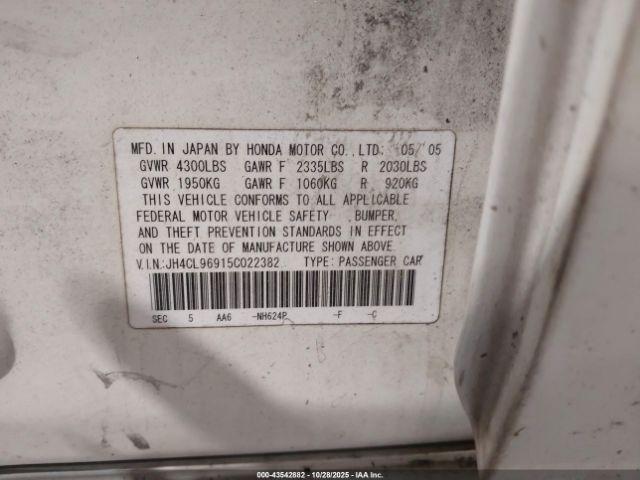 MFD. IN JAPAN BY HONDA MOTOR CO., LTD. 05/ 05
GVWR 4300LBS GAWR F 2335LBS R 2030LBS
GVWR 1950KG GAWR F 1060KG R 920KG
THIS VEHICLE CONFORMS TO ALL APPLICABLE
FEDERAL MOTOR VEHICLE SAFETY , BUMPER,
AND THEFT PREVENTION STANDARDS IN EFFECT
ON THE DATE OF MANUFACTURE SHOWN ABOVE.
V.I.N.:JH4CL96915C022382 TYPE: PASSENGER CAR
SEC 5 AA6 -NH624P -F -C
000-43542882 - 10/28/2025 - IAA Inc.